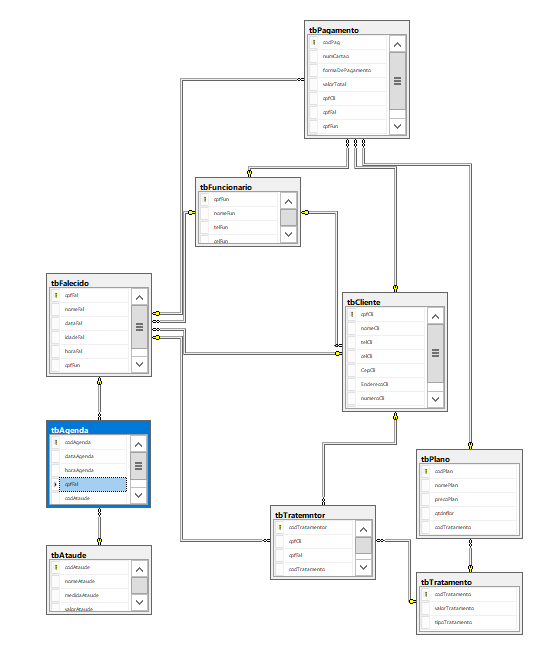 tbPagamento
codPag
numCartao
formaDePagamento
valorTotal
cpfCli
cpfFal
cpfFun
tbFuncionario
cpfFun
nomeFun
telFun
celFun
tbFalecido
cpfFal
nomeFal
dataFal
idadeFal
horaFal
cpfFun
tbCliente
cpfCli
nomeCli
telCli
celCli
CepCli
EnderecoCli
numeroCli
tbAgenda
codAgenda
dataAgenda
horaAgenda
cpfFal
codAtaude
tbPlano
codPlan
nomePlan
precoPlan
qtdnflor
codTratamento
tbTratemntor
codTratamentor
cpfCli
cpfFal
codTratamento
tbAtaude
codAtaude
nomeAtaude
medidaAtaude
valorAtaude
tbTratamento
codTratamento
valorTratamento
tipoTratamento